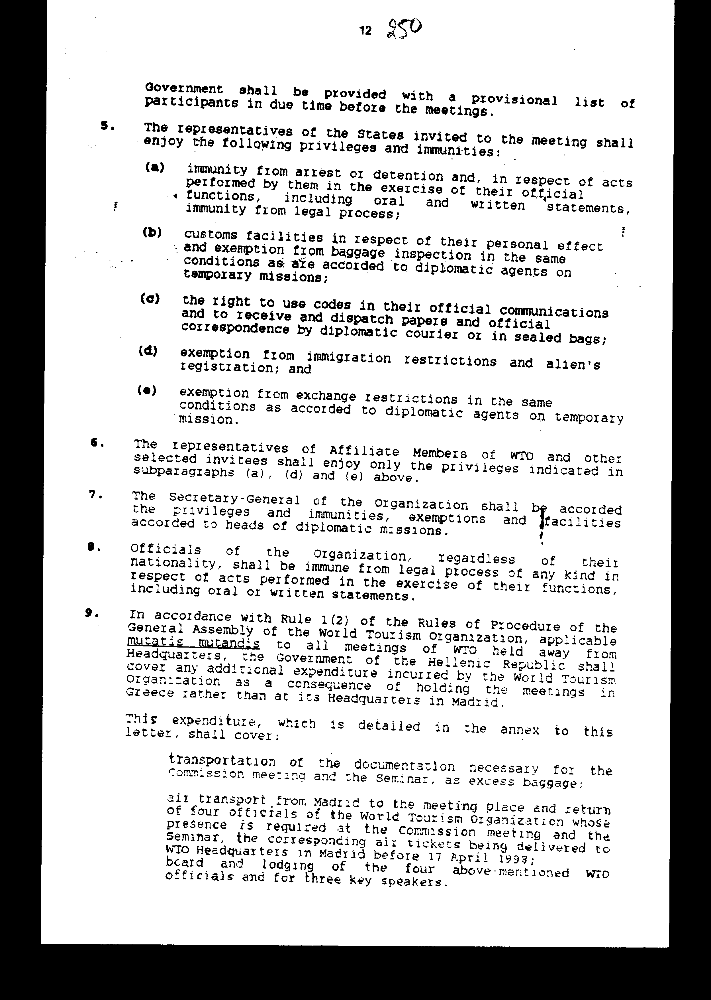 12 250
Government shall be provided with a provisional list of
participants in due time before the meetings.
5. The representatives of the States invited to the meeting shall
enjoy the following privileges and immunities:
(a) immunity from arrest or detention and, in respect of acts
performed by them in the exercise of their official
functions, including oral and written statements,
immunity from legal process;
(b) customs facilities in respect of their personal effect
and exemption from baggage inspection in the same
conditions as are accorded to diplomatic agents on
temporary missions;
(c) the right to use codes in their official communications
and to receive and dispatch papers and official
correspondence by diplomatic courier or in sealed bags;
(d) exemption from immigration restrictions and alien's
registration; and
(e) exemption from exchange restrictions in the same
conditions as accorded to diplomatic agents on temporary
mission.
6. The representatives of Affiliate Members of WTO and other
selected invitees shall enjoy only the privileges indicated in
subparagraphs (a), (d) and (e) above.
7. The Secretary-General of the Organization shall be accorded
the privileges and immunities, exemptions and facilities
accorded to heads of diplomatic missions.
8. Officials of the Organization, regardless of their
nationality, shall be immune from legal process of any kind in
respect of acts performed in the exercise of their functions,
including oral or written statements.
9. In accordance with Rule 1(2) of the Rules of Procedure of the
General Assembly of the World Tourism Organization, applicable
mutatis mutandis to all meetings of WTO held away from
Headquarters, the Government of the Hellenic Republic shall
cover any additional expenditure incurred by the World Tourism
Organization as a consequence of holding the meetings in
Greece rather than at its Headquarters in Madrid.
This expenditure, which is detailed in the annex to this
letter, shall cover:
transportation of the documentation necessary for the
Commission meeting and the Seminar, as excess baggage;
air transport from Madrid to the meeting place and return
of four officials of the World Tourism Organization whose
presence is required at the Commission meeting and the
Seminar, the corresponding air tickets being delivered to
WTO Headquarters in Madrid before 17 April 1993;
board and lodging of the four above-mentioned WTO
officials and for three key speakers.